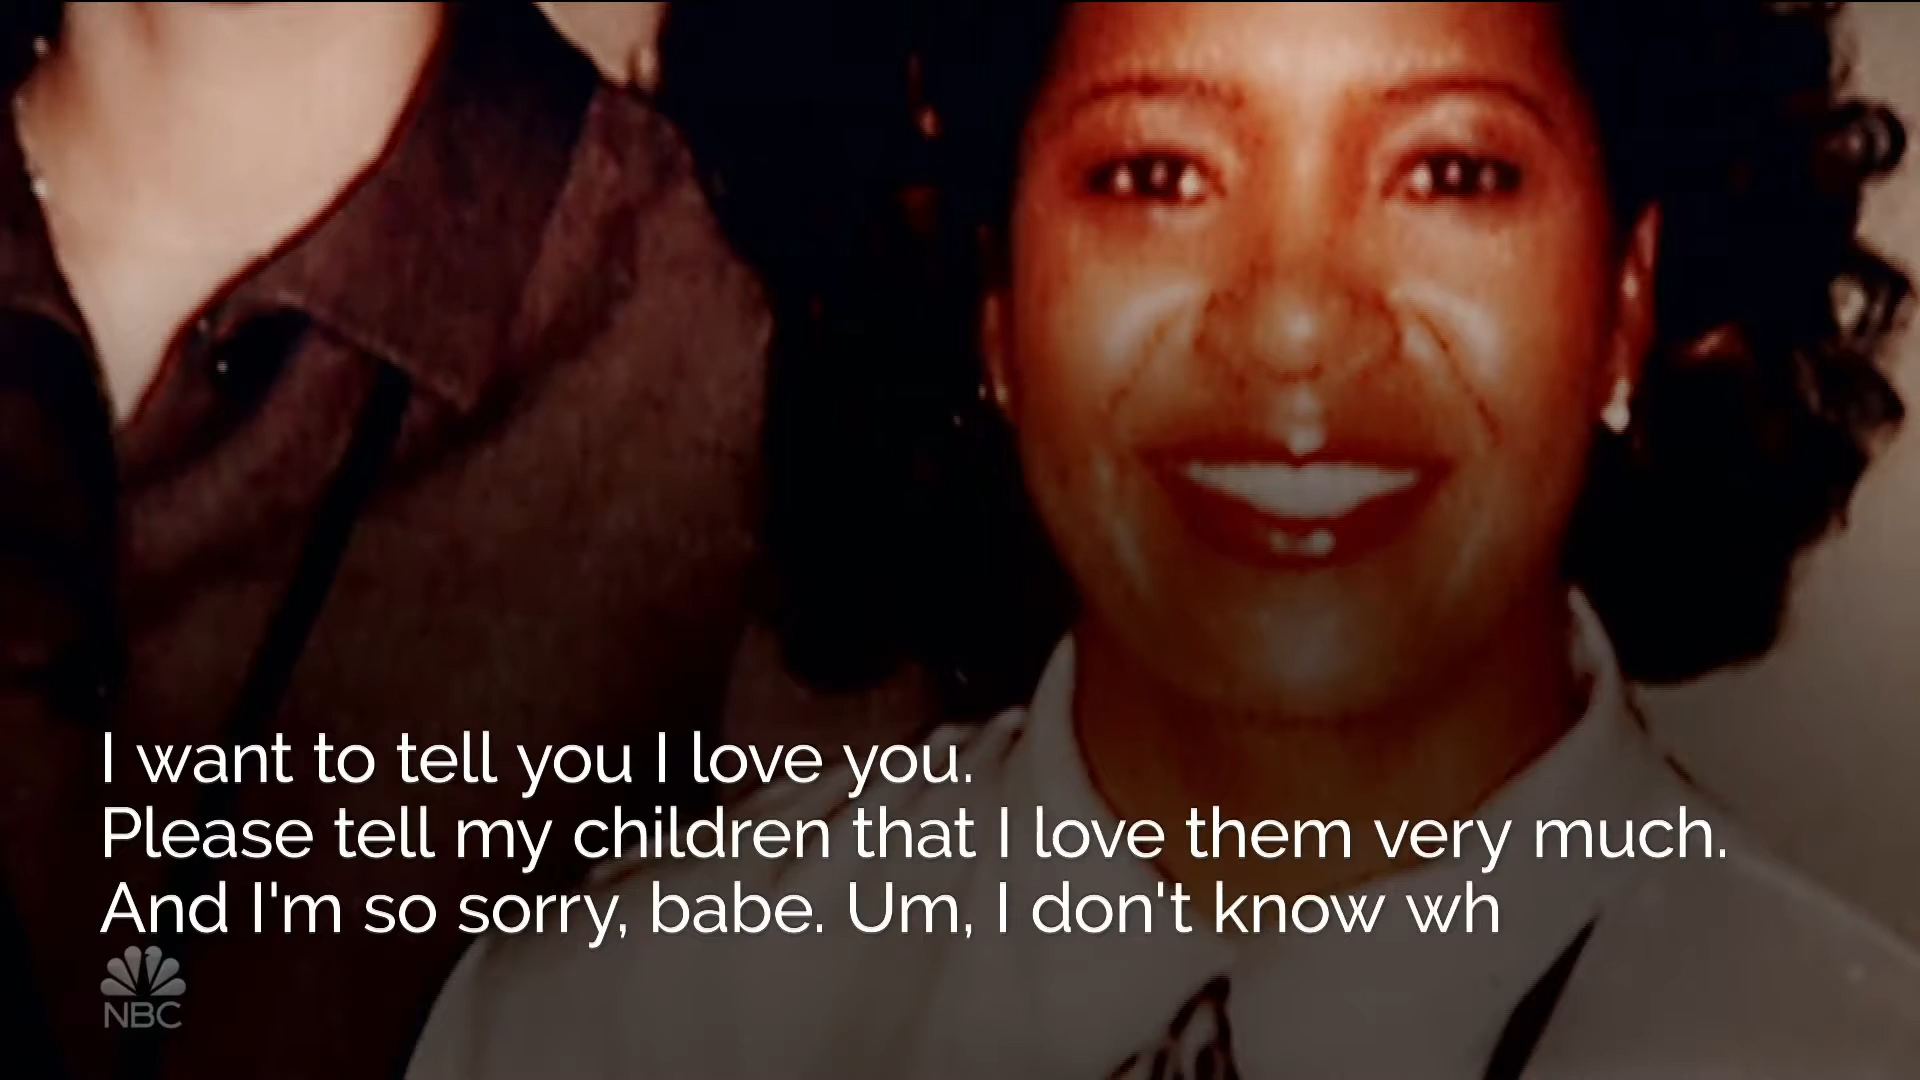 I want to tell you I love you.
Please tell my children that I love them very much.
And I'm so sorry, babe. Um, I don't know wh
NBC